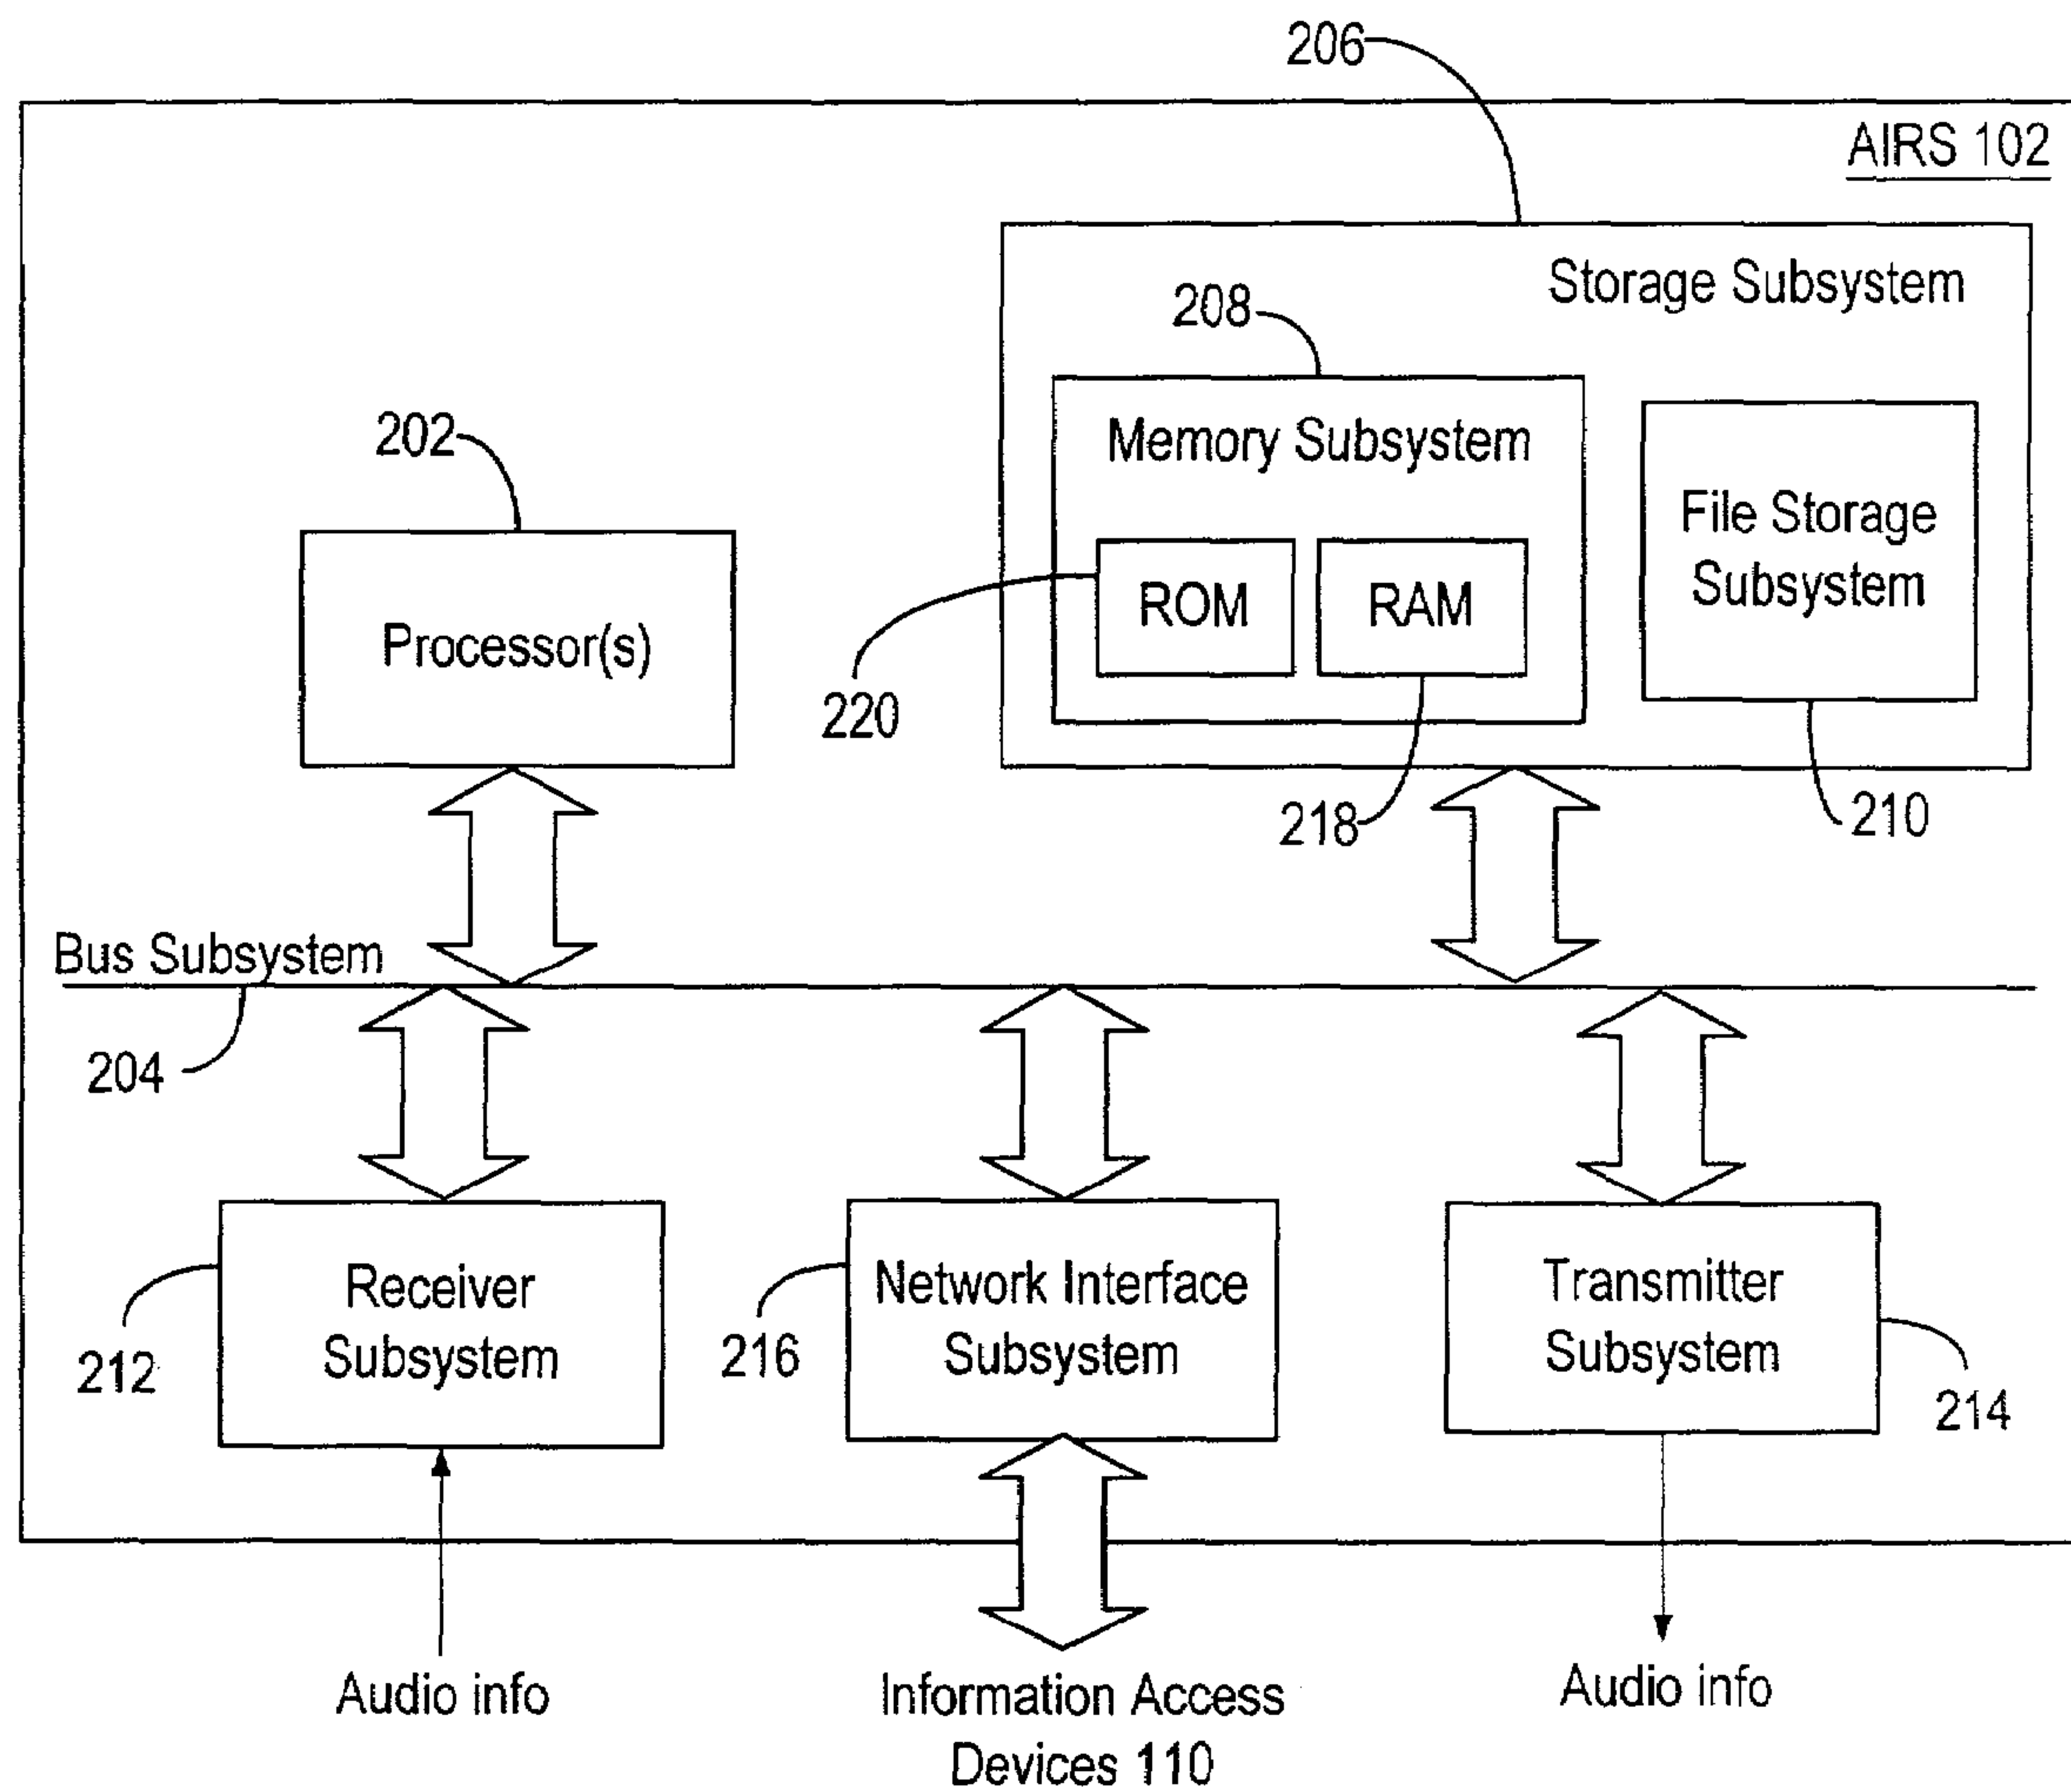 206
AIRS 102
Storage Subsystem
208
Memory Subsystem
202
File Storage
Subsystem
ROM
RAM
Processor(s)
220
218
210
Bus Subsystem
204
Receiver
Subsystem
212
Network Interface
Subsystem
216
Transmitter
Subsystem
214
Audio info
Information Access
Devices 110
Audio info